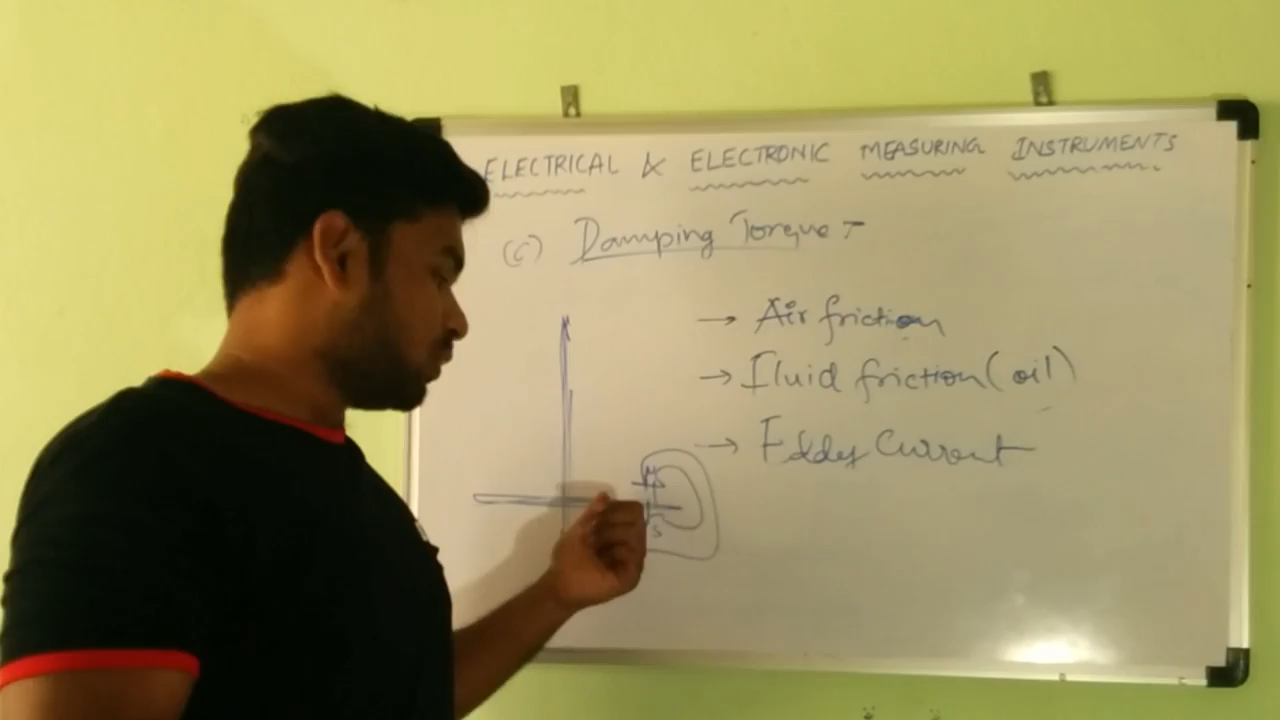 ELECTRICAL & ELECTRONIC MEASURING INSTRUMENTS
(C) Damping Torque :-
→ Air friction
→ Fluid friction (oil)
→ Eddy Current
N
S